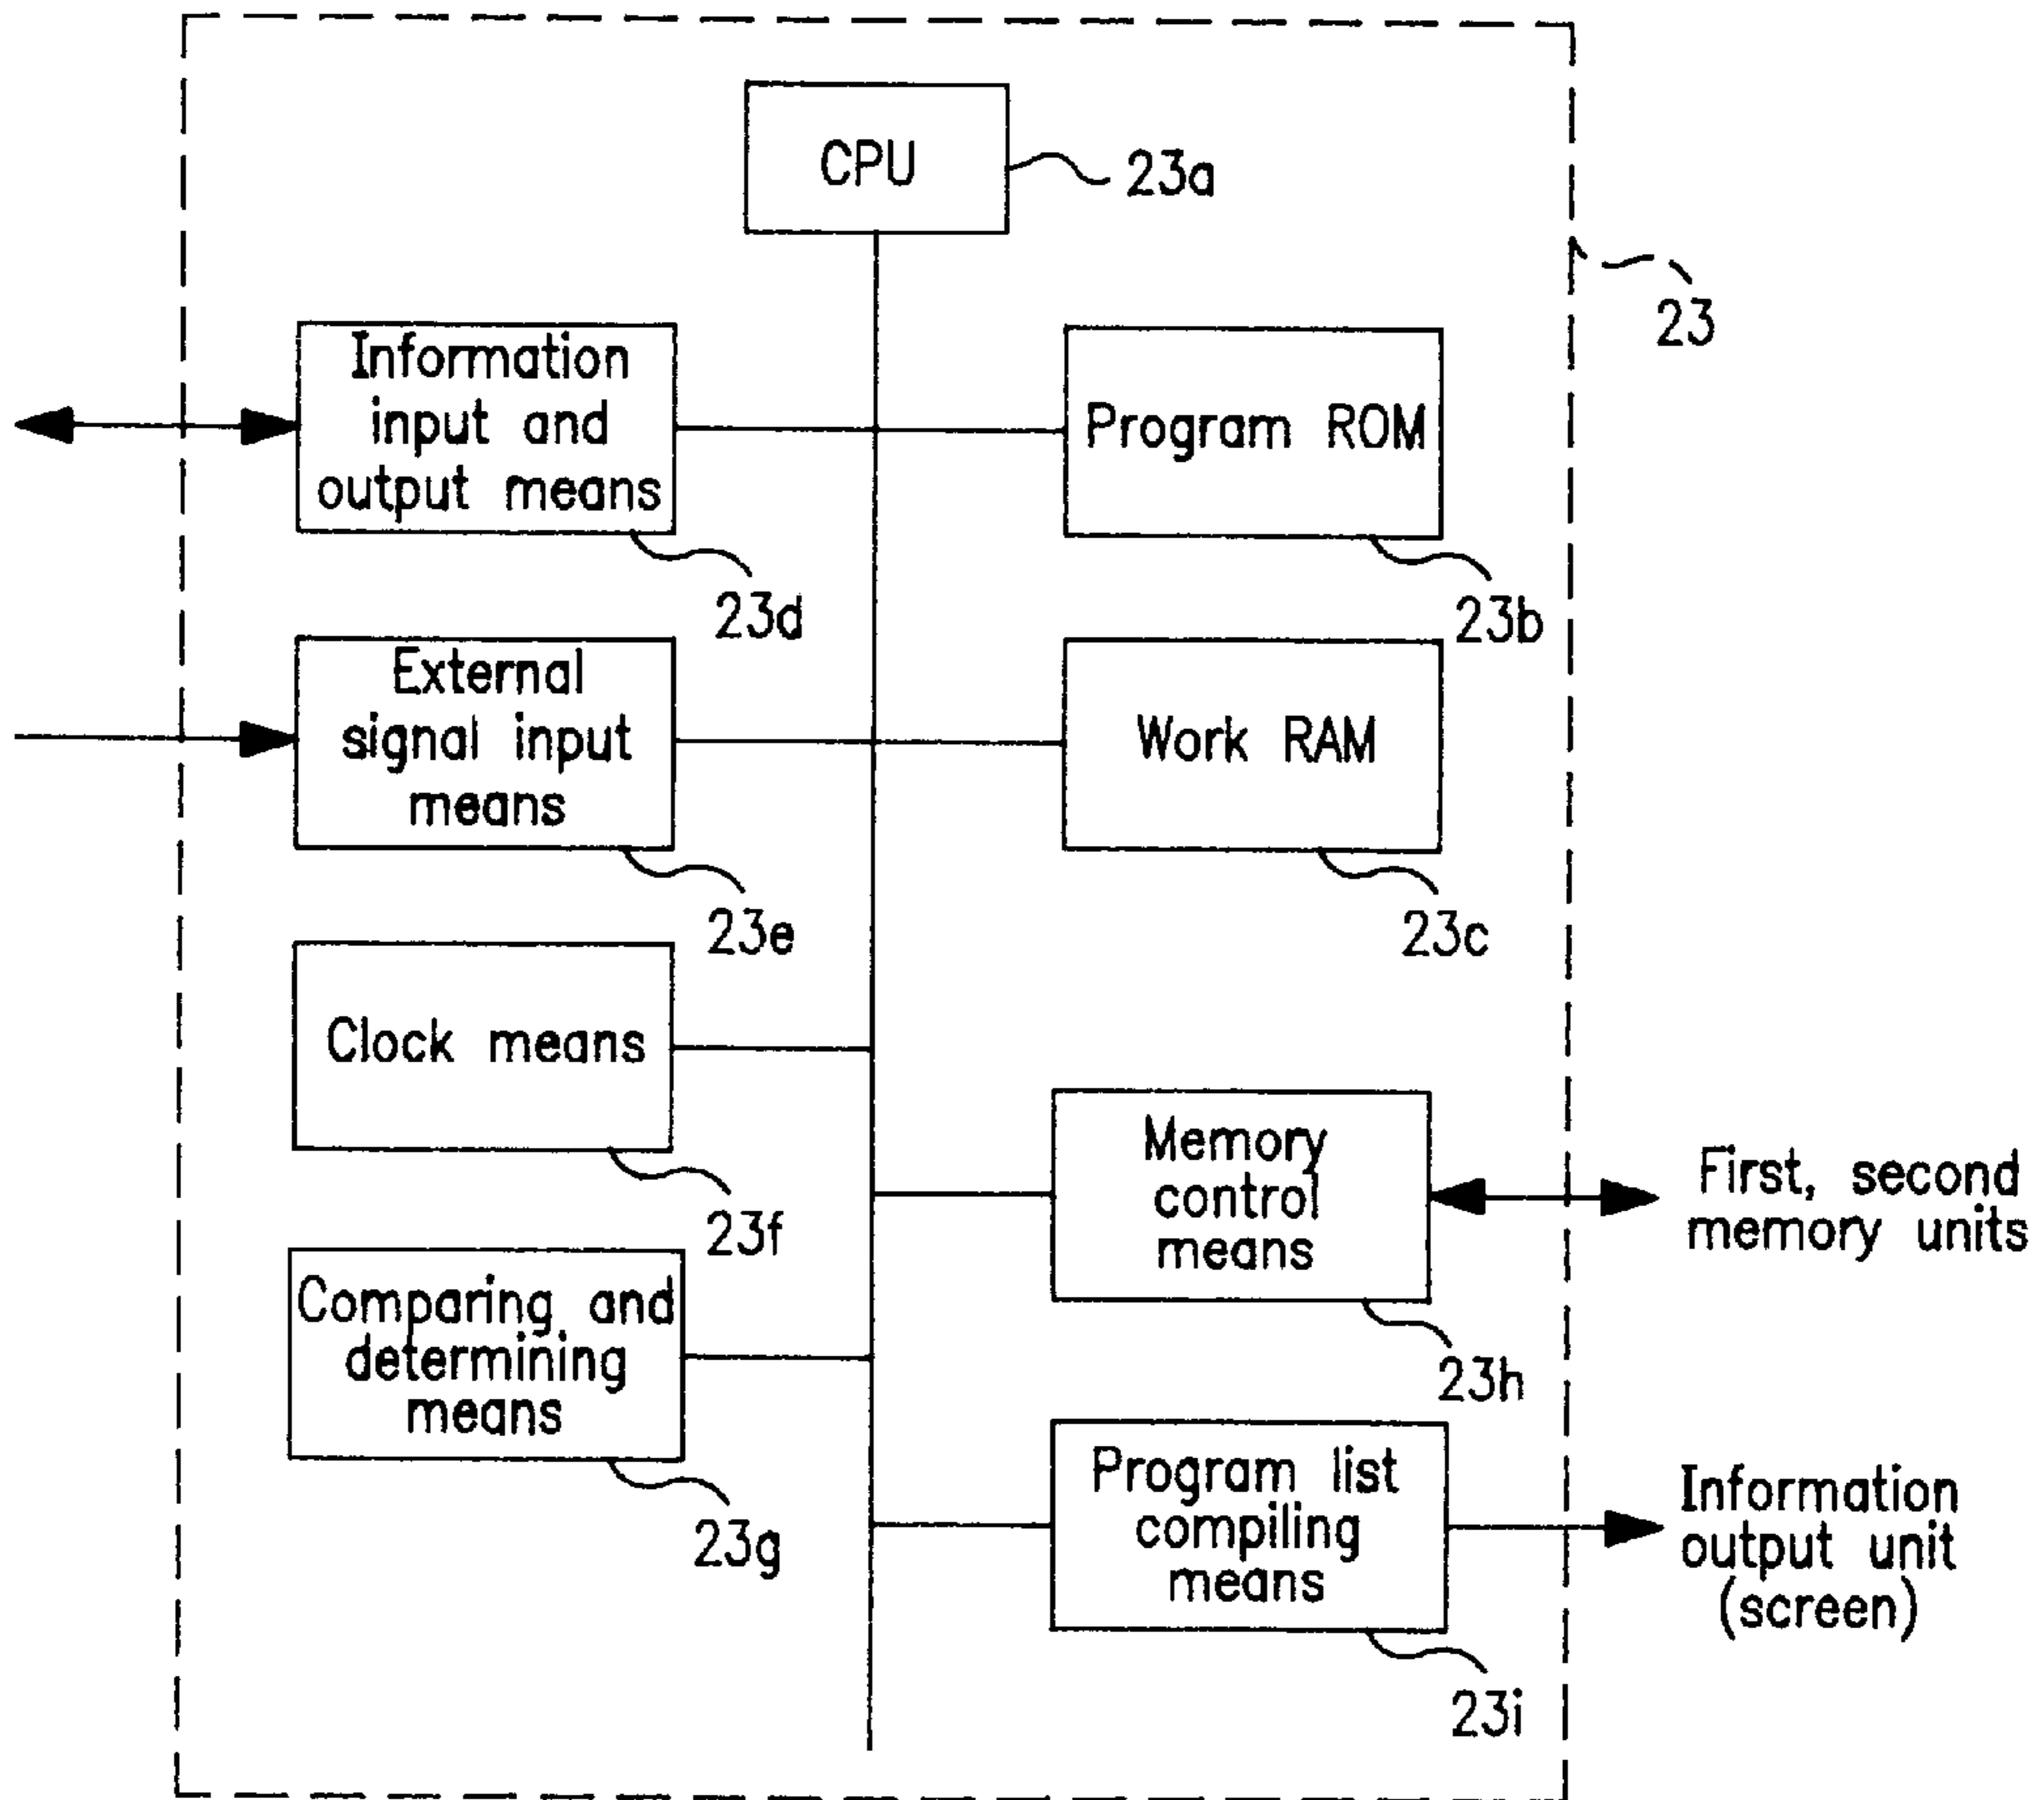 CPU
23a
23
Information
input and
output means
23d
Program ROM
23b
External
signal input
means
23e
Work RAM
23c
Clock means
23f
Memory
control
means
23h
First, second
memory units
Comparing and
determining
means
23g
Program list
compiling
means
23i
Information
output unit
(screen)